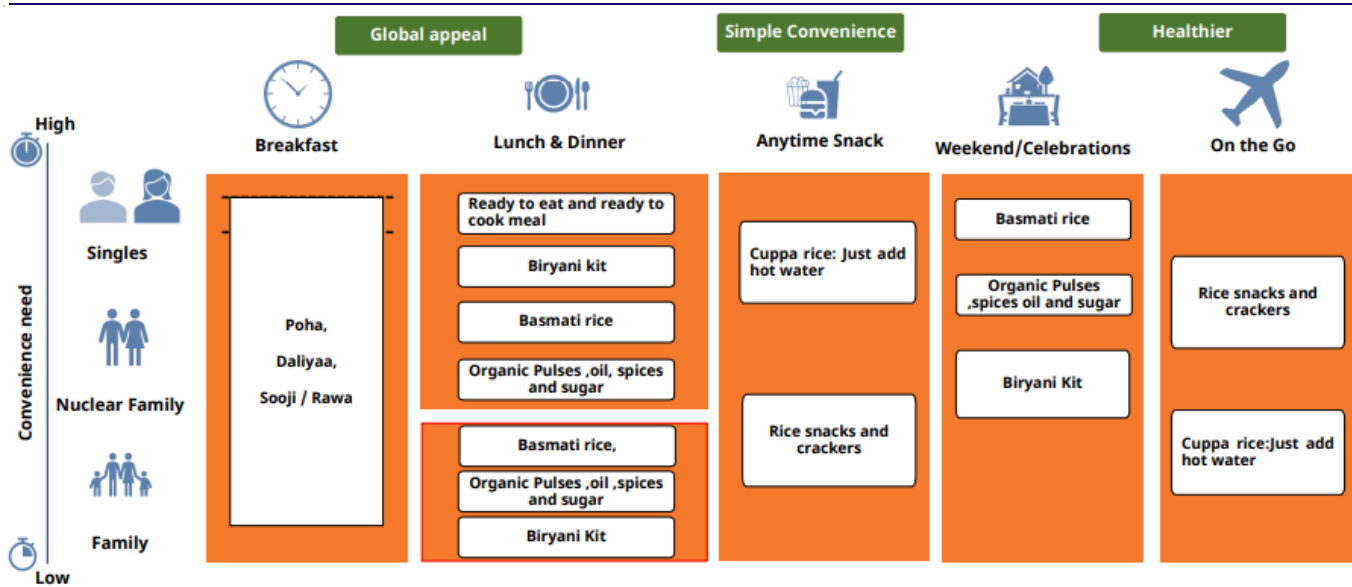 Global appeal
Simple Convenience
Healthier
Breakfast
Lunch & Dinner
Anytime Snack
Weekend/Celebrations
On the Go
High
Convenience need
Low
Singles
Nuclear Family
Family
Poha,
Daliyaa,
Sooji / Rawa
Ready to eat and ready to
cook meal
Biryani kit
Basmati rice
Organic Pulses ,oil, spices
and sugar
Basmati rice,
Organic Pulses ,oil ,spices
and sugar
Biryani Kit
Cuppa rice: Just add
hot water
Rice snacks and
crackers
Basmati rice
Organic Pulses
,spices oil and sugar
Biryani Kit
Rice snacks and
crackers
Cuppa rice:Just add
hot water